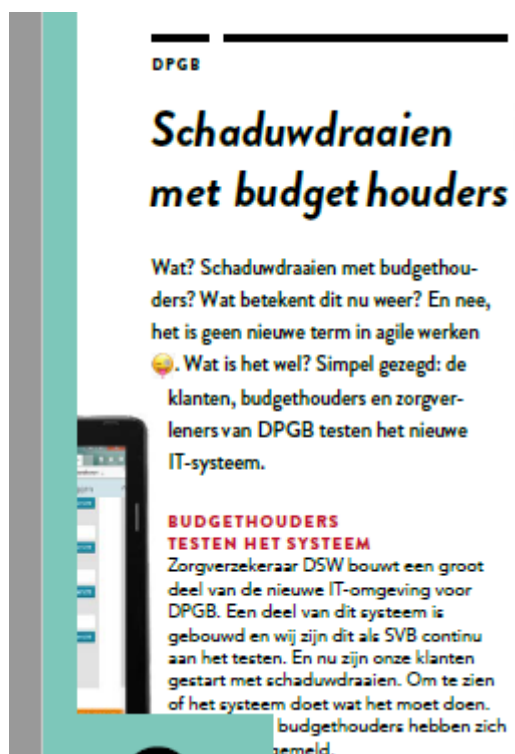 DPGB
Schaduwdraaien
met budgethouders
Wat? Schaduwdraaien met budgethou-
ders? Wat betekent dit nu weer? En nee,
het is geen nieuwe term in agile werken
😜. Wat is het wel? Simpel gezegd: de
klanten, budgethouders en zorgver-
leners van DPGB testen het nieuwe
IT-systeem.
BUDGETHOUDERS
TESTEN HET SYSTEEM
Zorgverzekeraar DSW bouwt een groot
deel van de nieuwe IT-omgeving voor
DPGB. Een deel van dit systeem is
gebouwd en wij zijn dit als SVB continu
aan het testen. En nu zijn onze klanten
gestart met schaduwdraaien. Om te zien
of het systeem doet wat het moet doen.
budgethouders hebben zich